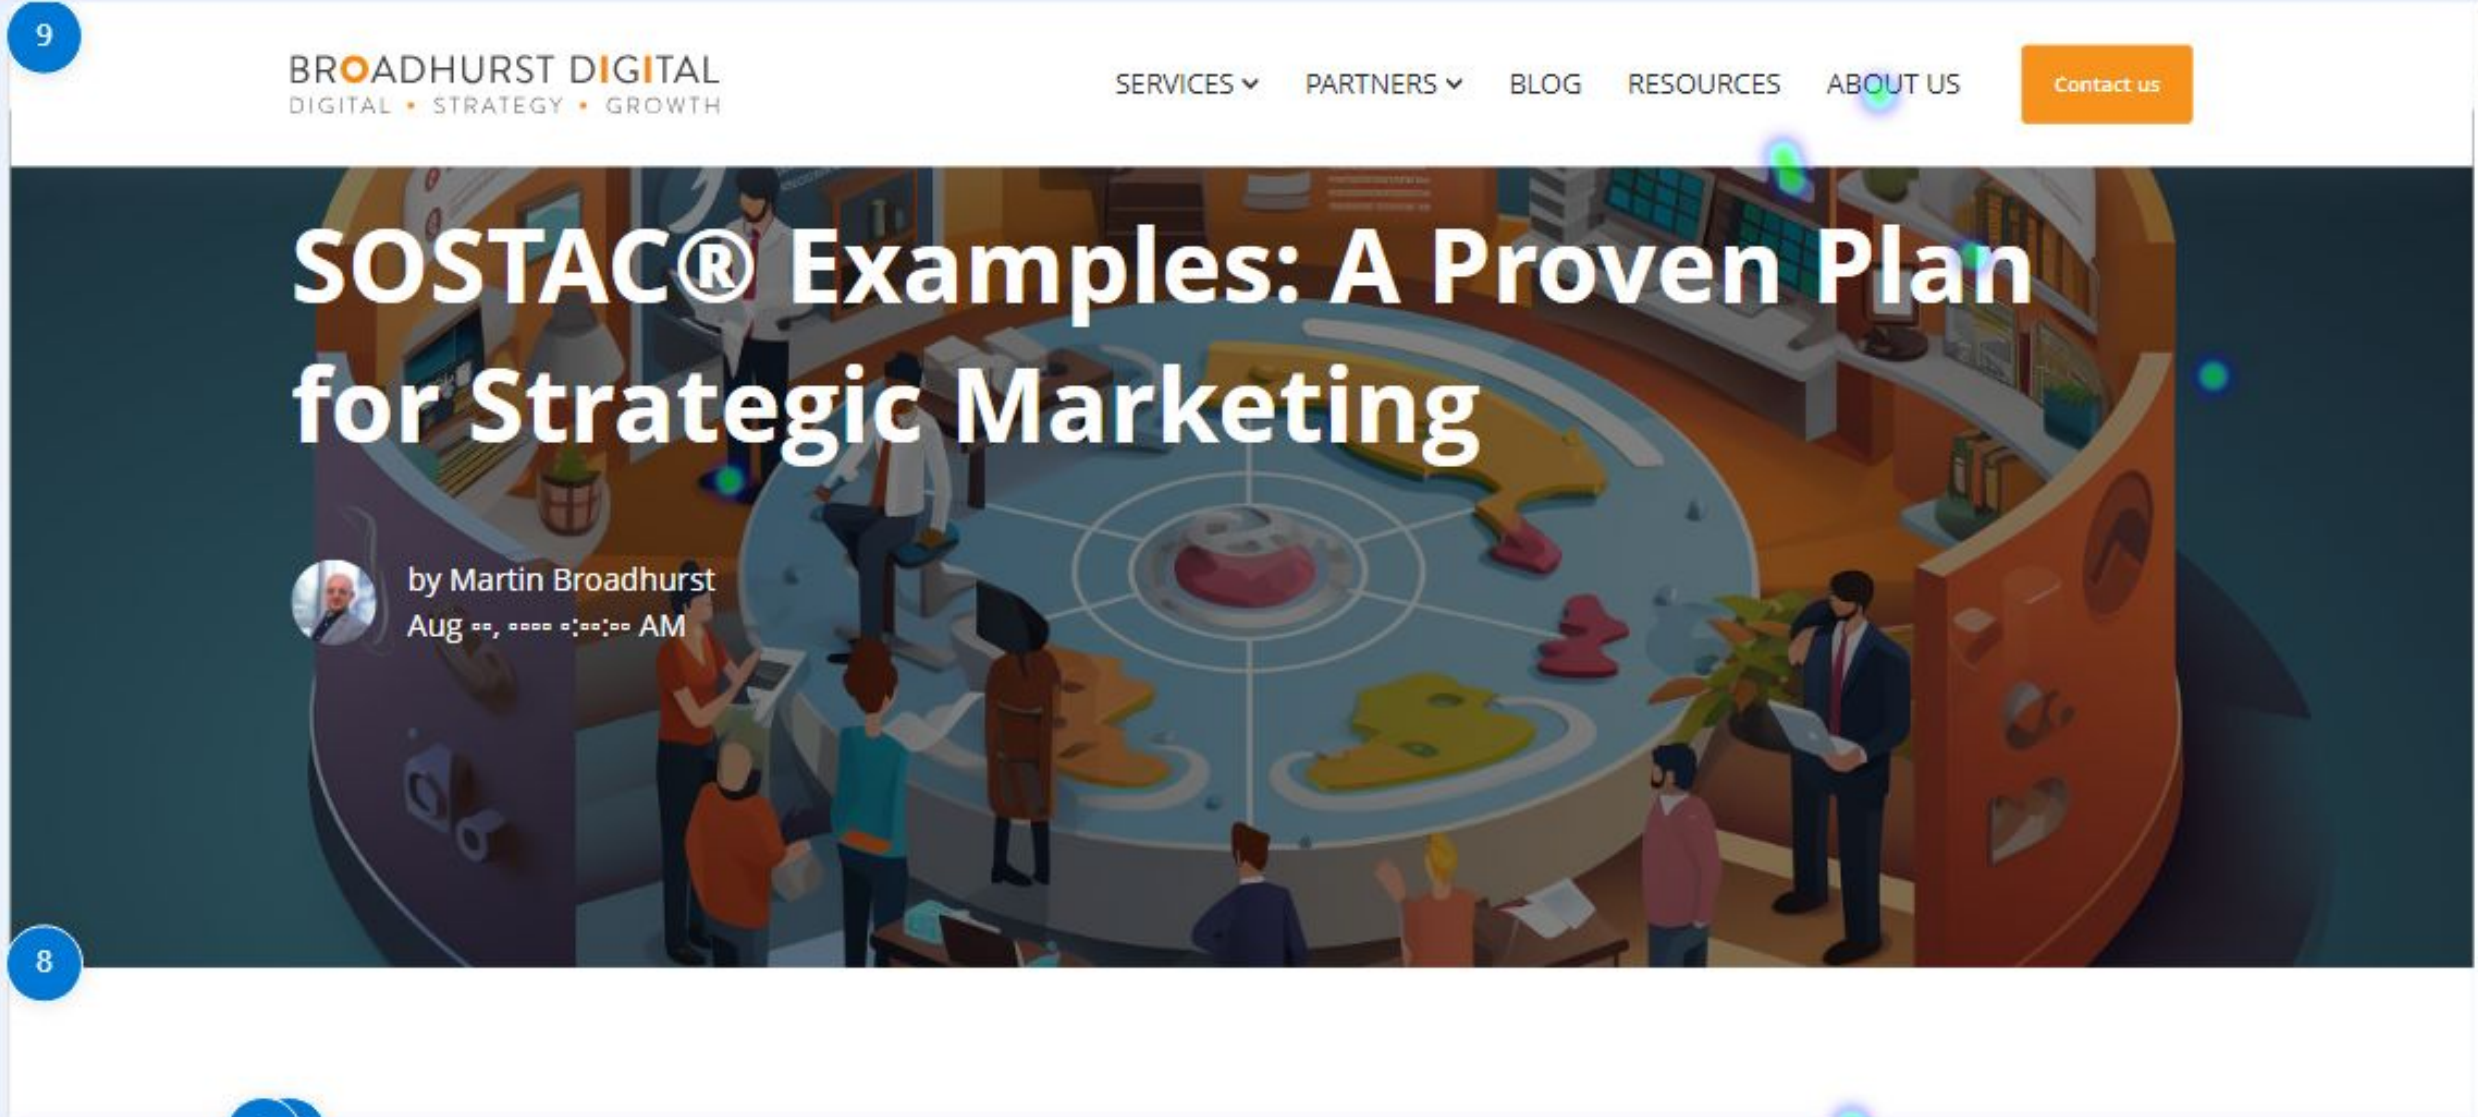 9
BROADHURST DIGITAL
DIGITAL • STRATEGY • GROWTH
SERVICES
PARTNERS
BLOG
RESOURCES
ABOUT US
Contact us
SOSTAC® Examples: A Proven Plan
for Strategic Marketing
by Martin Broadhurst
Aug ▫▫, ▫▫▫▫ ▫:▫▫:▫▫ AM
8